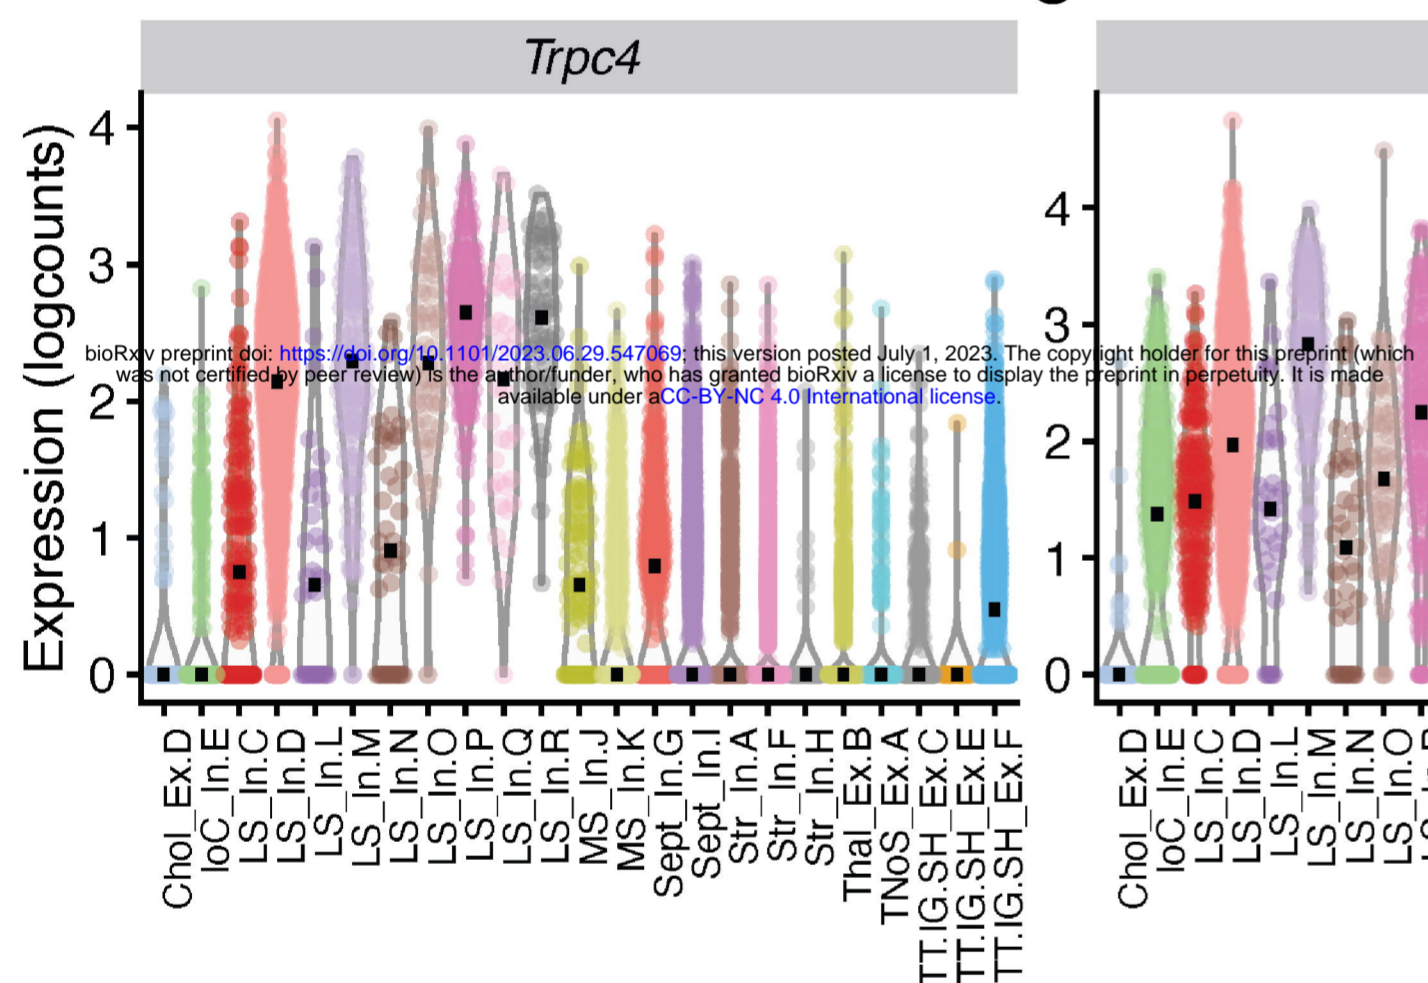 Trpc4
Expression (logcounts)
4
3
2
1
0
4
3
2
1
0
bioRxiv preprint doi: https://doi.org/10.1101/2023.06.29.547069; this version posted July 1, 2023. The copyright holder for this preprint (which
was not certified by peer review) is the author/funder, who has granted bioRxiv a license to display the preprint in perpetuity. It is made
available under aCC-BY-NC 4.0 International license.
Chol_Ex.D
IoC_In.E
LS_In.C
LS_In.D
LS_In.L
LS_In.M
LS_In.N
LS_In.O
LS_In.P
LS_In.Q
LS_In.R
MS_In.J
MS_In.K
Sept_In.G
Sept_In.I
Str_In.A
Str_In.F
Str_In.H
Thal_Ex.B
TNoS_Ex.A
TT.IG.SH_Ex.C
TT.IG.SH_Ex.E
TT.IG.SH_Ex.F
Chol_Ex.D
IoC_In.E
LS_In.C
LS_In.D
LS_In.L
LS_In.M
LS_In.N
LS_In.O